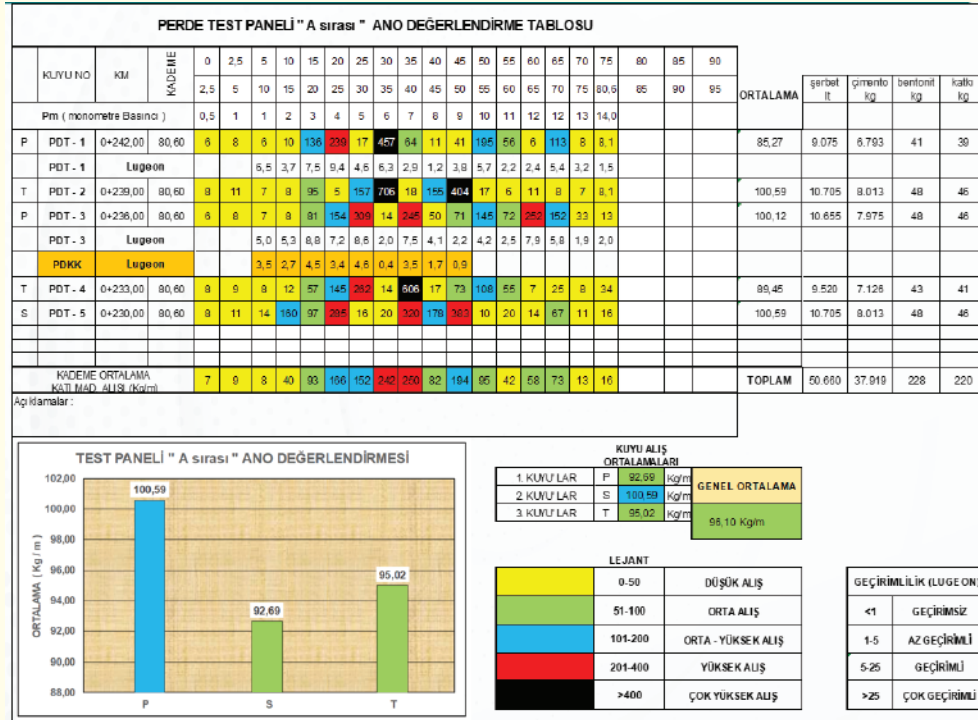 PERDE TEST PANELİ " A sırası " ANO DEĞERLENDİRME TABLOSU
KUYU NO KM KADEME 0 2,5 5 10 15 20 25 30 35 40 45 50 55 60 65 70 75 80 85 90 ORTALAMA şerbet lt çimento kg bentonit kg katkı kg
2,5 5 10 15 20 25 30 35 40 45 50 55 60 65 70 75 80,6 85 90 95
Pm ( monometre Basıncı ) 0,5 1 1 2 3 4 5 6 7 8 9 10 11 12 12 13 14,0
P PDT - 1 0+242,00 80,60 6 8 6 10 136 239 17 457 64 11 41 195 56 6 113 8 8,1 85,27 9.075 6.793 41 39
PDT - 1 Lugeon 6,5 3,7 7,5 9,4 4,6 6,3 2,9 1,2 3,8 5,7 2,2 2,4 5,4 3,2 1,5
T PDT - 2 0+239,00 80,60 8 11 7 8 95 5 157 706 18 155 404 17 6 11 8 7 8,1 100,59 10.705 8.013 48 46
P PDT - 3 0+236,00 80,60 6 8 7 8 81 154 309 14 245 50 71 145 72 252 152 33 13 100,12 10.655 7.975 48 46
PDT - 3 Lugeon 5,0 5,3 8,8 7,2 8,6 2,0 7,5 4,1 2,2 4,2 2,5 7,9 5,8 1,9 2,0
PDKK Lugeon 3,5 2,7 4,5 3,4 4,6 0,4 3,5 1,7 0,9
T PDT - 4 0+233,00 80,60 8 9 8 12 57 145 262 14 606 17 73 108 55 7 25 8 34 89,45 9.520 7.126 43 41
S PDT - 5 0+230,00 80,60 8 11 14 160 97 285 16 20 320 178 383 10 20 14 67 11 16 100,59 10.705 8.013 48 46
KADEME ORTALAMA
KATI MAD. ALIŞI (Kg/m) 7 9 8 40 93 166 152 242 250 82 194 95 42 58 73 13 16 TOPLAM 50.660 37.919 228 220
Açıklamalar :
TEST PANELİ " A sırası " ANO DEĞERLENDİRMESİ
ORTALAMA ( Kg / m )
102,00
100,00
98,00
96,00
94,00
92,00
90,00
88,00
100,59
92,69
95,02
P S T
KUYU ALIŞ
ORTALAMALARI
1. KUYU'LAR P 92,69 Kg/m
2. KUYU'LAR S 100,59 Kg/m
3. KUYU'LAR T 95,02 Kg/m
GENEL ORTALAMA
96,10 Kg/m
LEJANT
0-50 DÜŞÜK ALIŞ
51-100 ORTA ALIŞ
101-200 ORTA - YÜKSEK ALIŞ
201-400 YÜKSEK ALIŞ
>400 ÇOK YÜKSEK ALIŞ
GEÇİRİMLİLİK (LUGEON)
<1 GEÇİRİMSİZ
1-5 AZ GEÇİRİMLİ
5-25 GEÇİRİMLİ
>25 ÇOK GEÇİRİMLİ